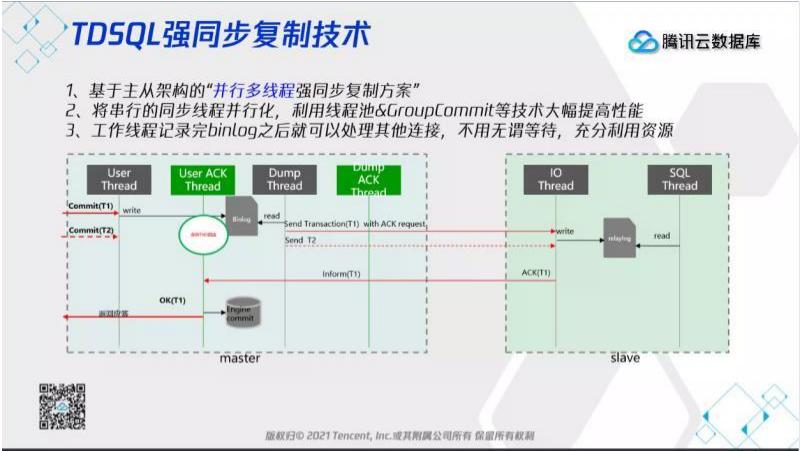 TDSQL强同步复制技术
腾讯云数据库
1、基于主从架构的“并行多线程强同步复制方案”
2、将串行的同步线程并行化，利用线程池&GroupCommit等技术大幅提高性能
3、工作线程记录完binlog之后就可以处理其他连接，不用无谓等待，充分利用资源
User Thread
User ACK Thread
Dump Thread
Dump ACK Thread
IO Thread
SQL Thread
Commit(T1)
write
Binlog
read
Send Transaction(T1) with ACK request
write
relaylog
read
Commit(T2)
Send T2
Inform(T1)
ACK(T1)
OK(T1)
返回应答
Engine commit
master
slave
版权归© 2021 Tencent, Inc.或其附属公司所有 保留所有权利